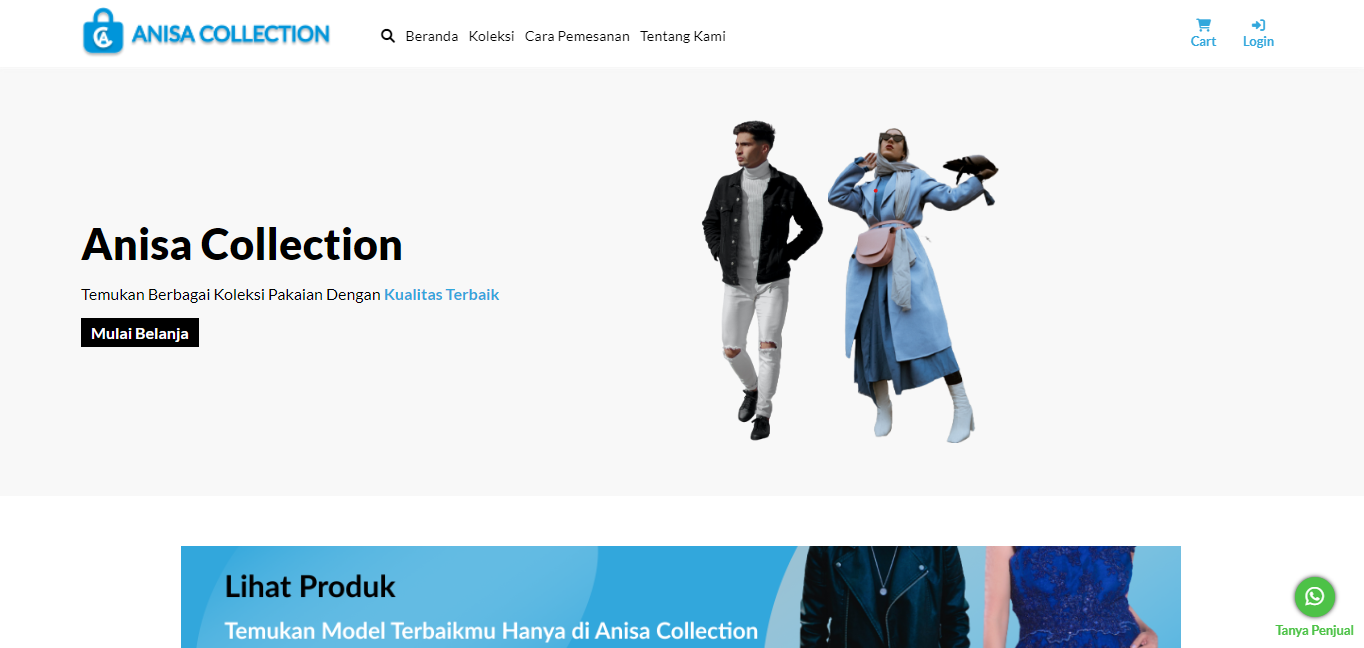 ANISA COLLECTION
Beranda Koleksi Cara Pemesanan Tentang Kami
Cart Login
Anisa Collection
Temukan Berbagai Koleksi Pakaian Dengan Kualitas Terbaik
Mulai Belanja
Lihat Produk
Temukan Model Terbaikmu Hanya di Anisa Collection
Tanya Penjual